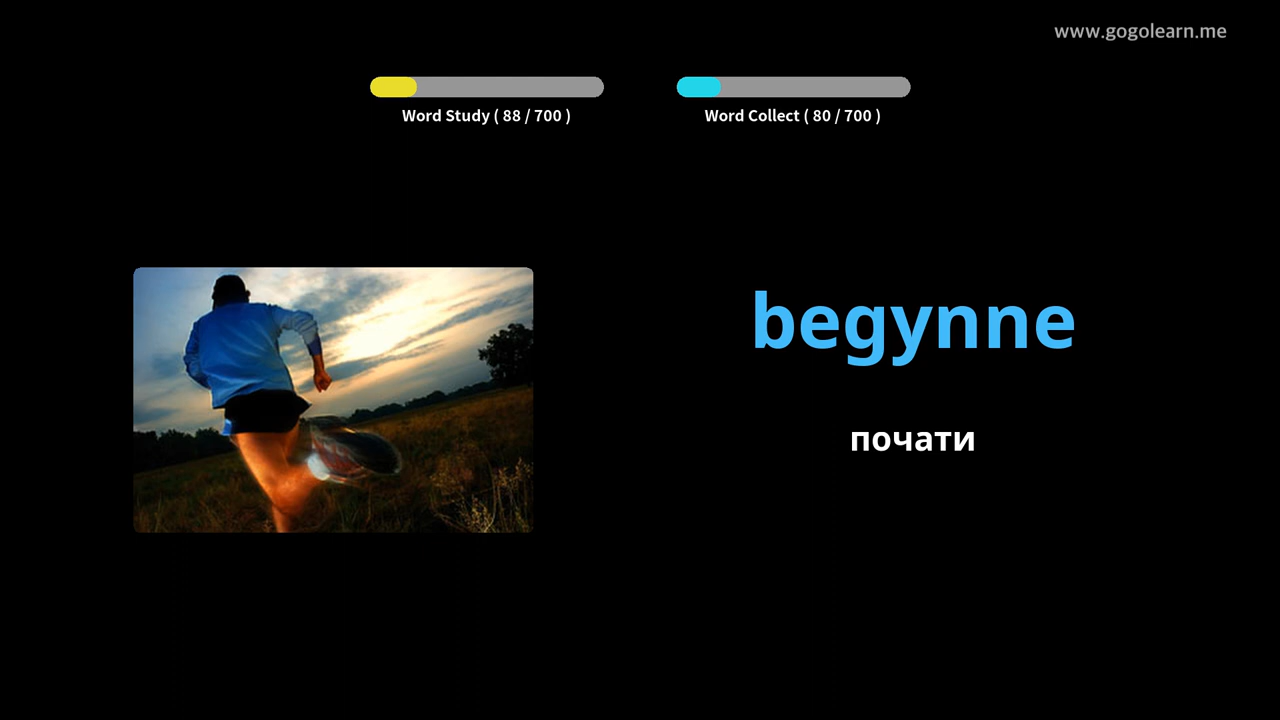 www.gogolearn.me
Word Study ( 88 / 700 )
Word Collect ( 80 / 700 )
begynne
почати